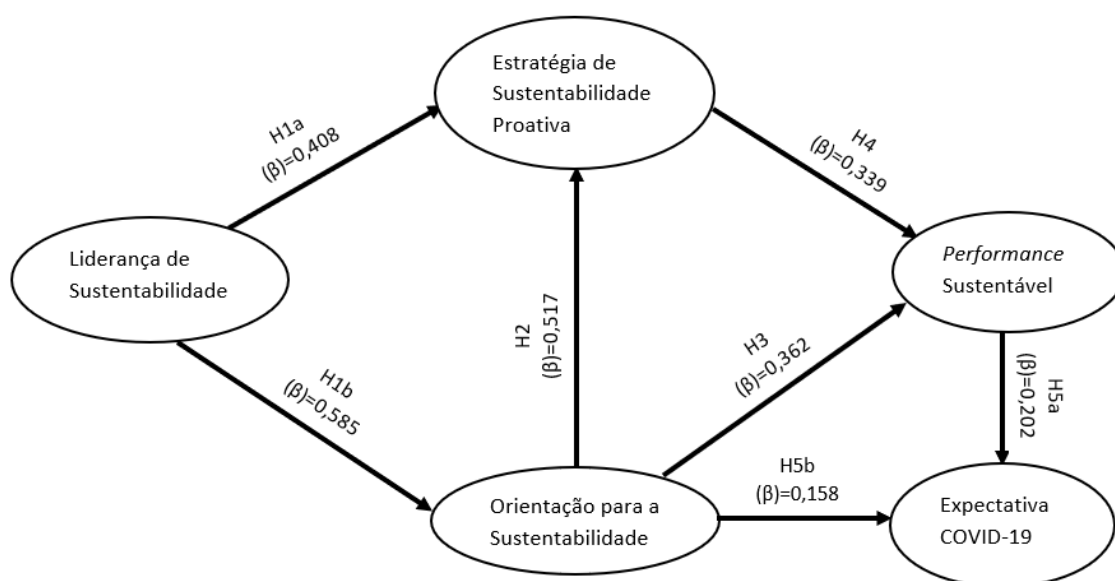 Estratégia de
Sustentabilidade
Proativa
H1a
(β)=0,408
H4
(β)=0,339
Liderança de
Sustentabilidade
Performance
Sustentável
H2
(β)=0,517
H3
(β)=0,362
H5a
(β)=0,202
H1b
(β)=0,585
H5b
(β)=0,158
Orientação para a
Sustentabilidade
Expectativa
COVID-19